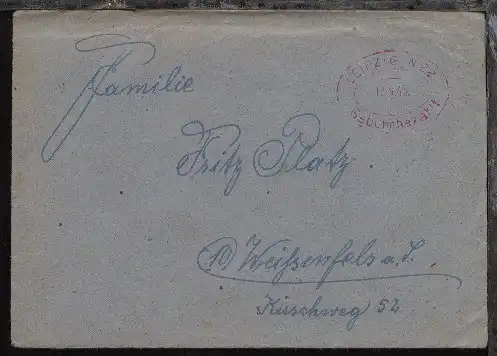 Familie
Fritz Platz
Weißenfels a. S.
Kirschweg 52
LEIPZIG N 22
Gebühr bezahlt